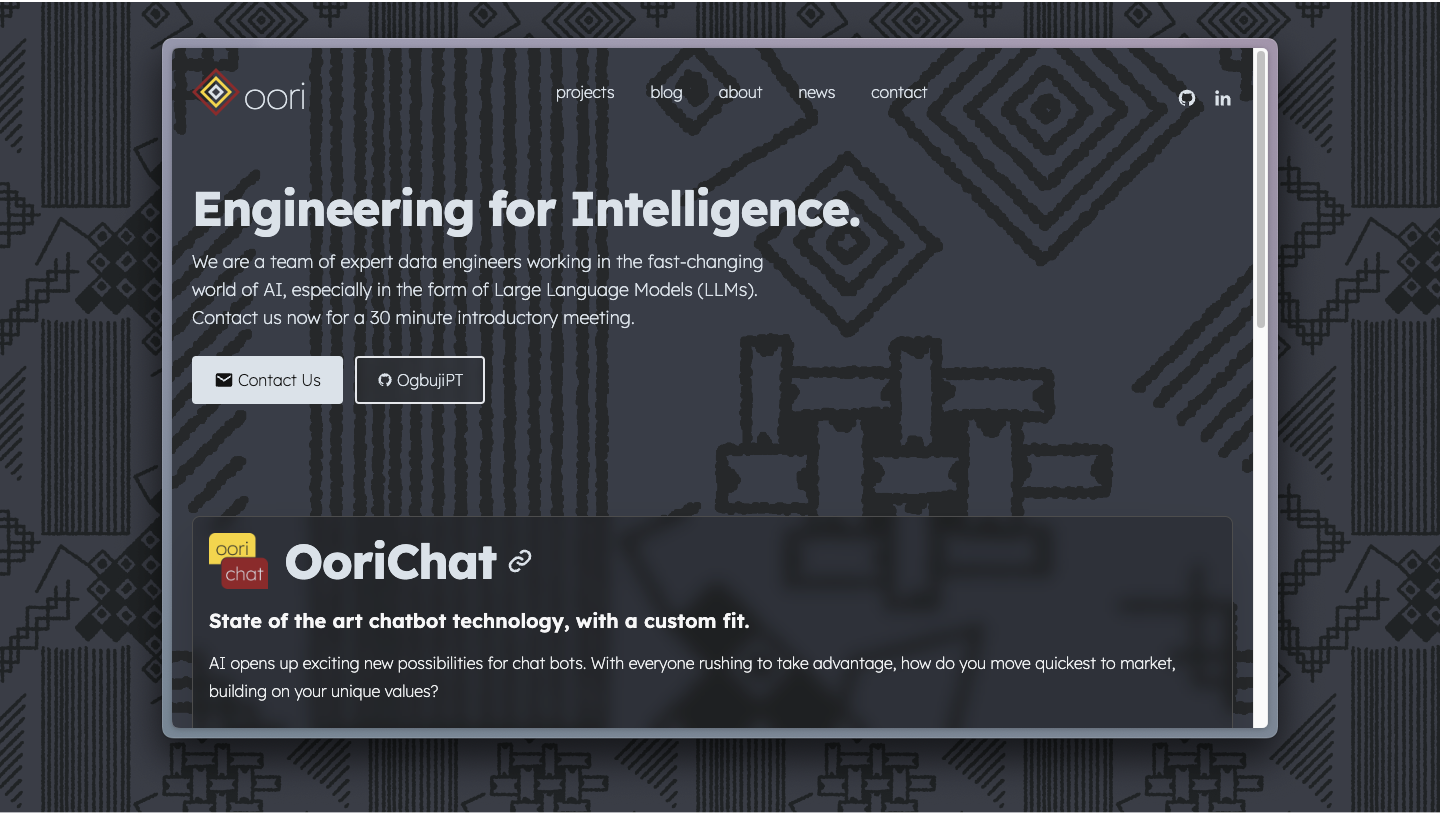 oori
projects blog about news contact
in
Engineering for Intelligence.
We are a team of expert data engineers working in the fast-changing
world of AI, especially in the form of Large Language Models (LLMs).
Contact us now for a 30 minute introductory meeting.
Contact Us OgbujiPT
oori
chat
OoriChat
State of the art chatbot technology, with a custom fit.
AI opens up exciting new possibilities for chat bots. With everyone rushing to take advantage, how do you move quickest to market,
building on your unique values?